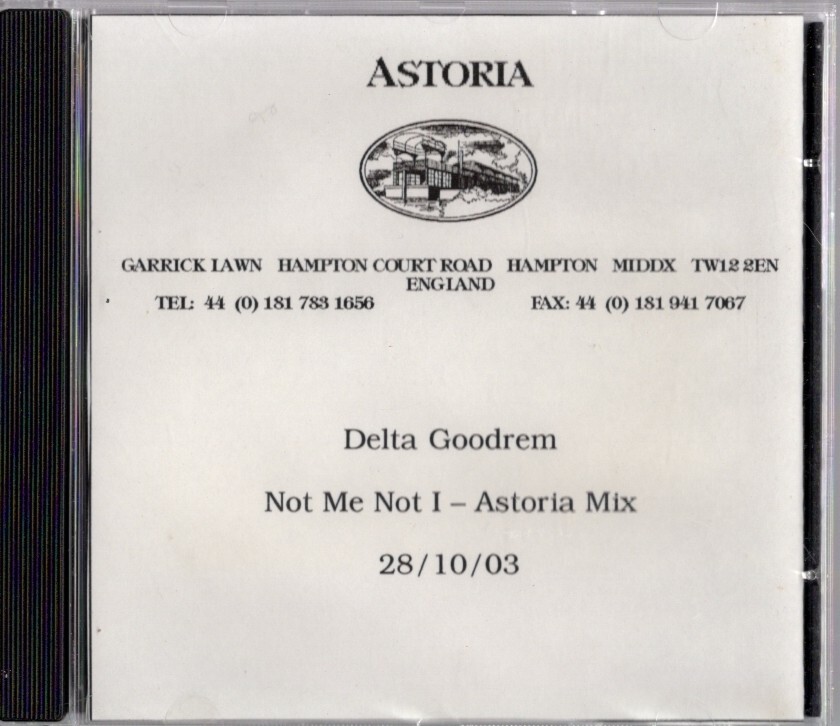 ASTORIA
GARRICK LAWN HAMPTON COURT ROAD HAMPTON MIDDX TW12 2EN
ENGLAND
TEL: 44 (0) 181 783 1656 FAX: 44 (0) 181 941 7067
Delta Goodrem
Not Me Not I – Astoria Mix
28/10/03